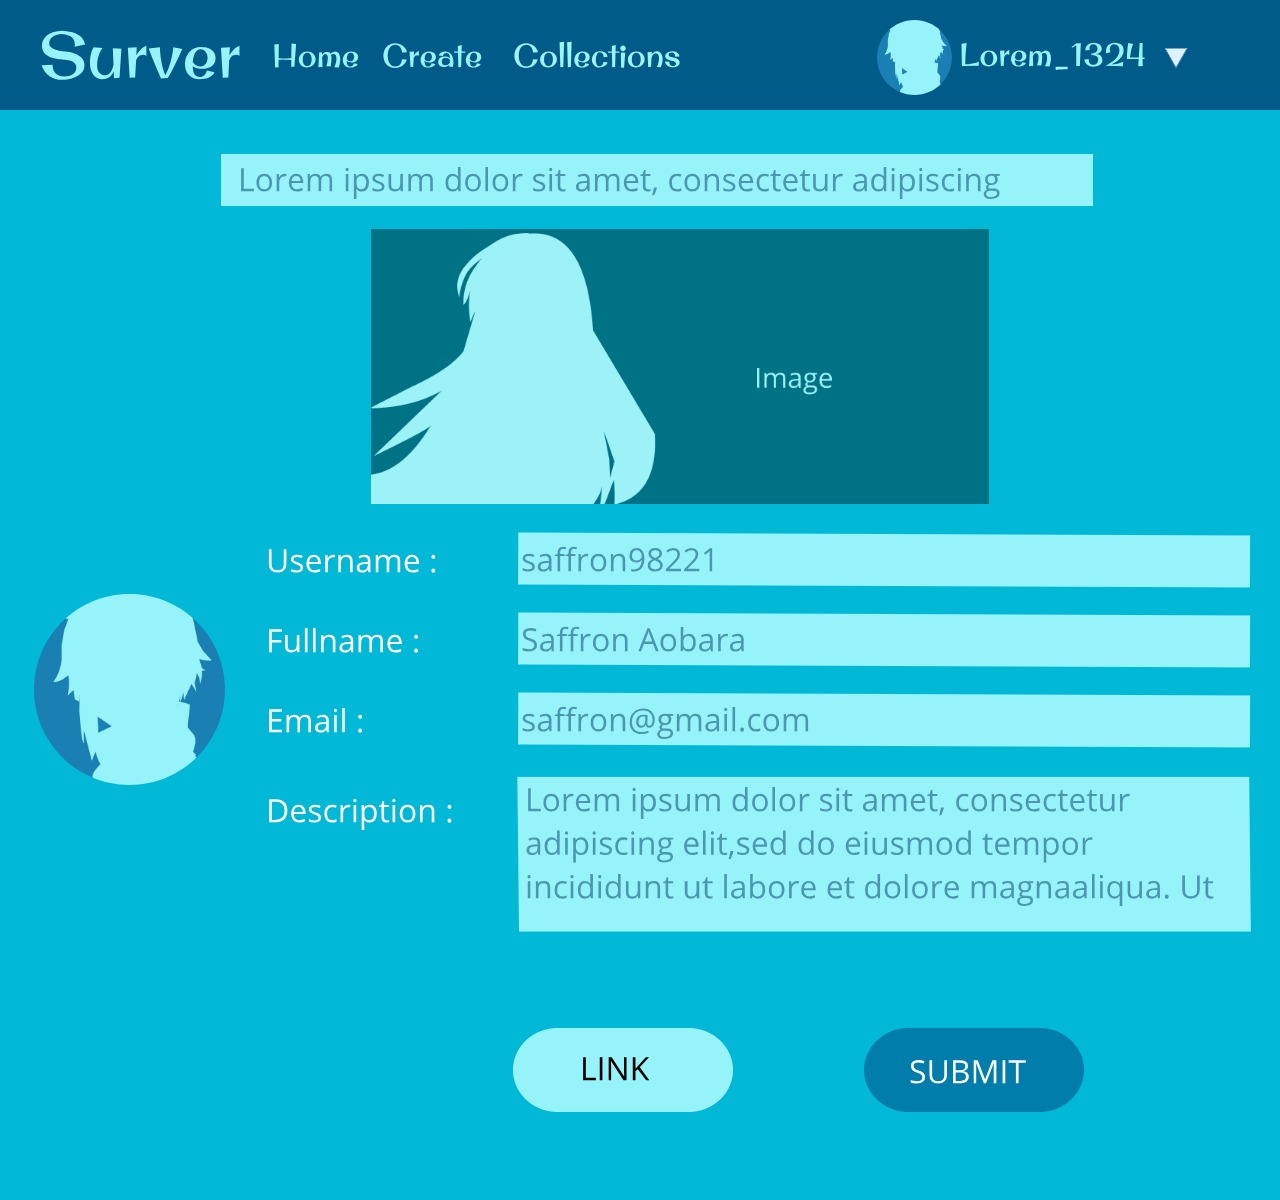 Surver Home Create Collections Lorem_1324
Lorem ipsum dolor sit amet, consectetur adipiscing
Image
Username : saffron98221
Fullname : Saffron Aobara
Email : saffron@gmail.com
Description : Lorem ipsum dolor sit amet, consectetur
adipiscing elit,sed do eiusmod tempor
incididunt ut labore et dolore magnaaliqua. Ut
LINK SUBMIT